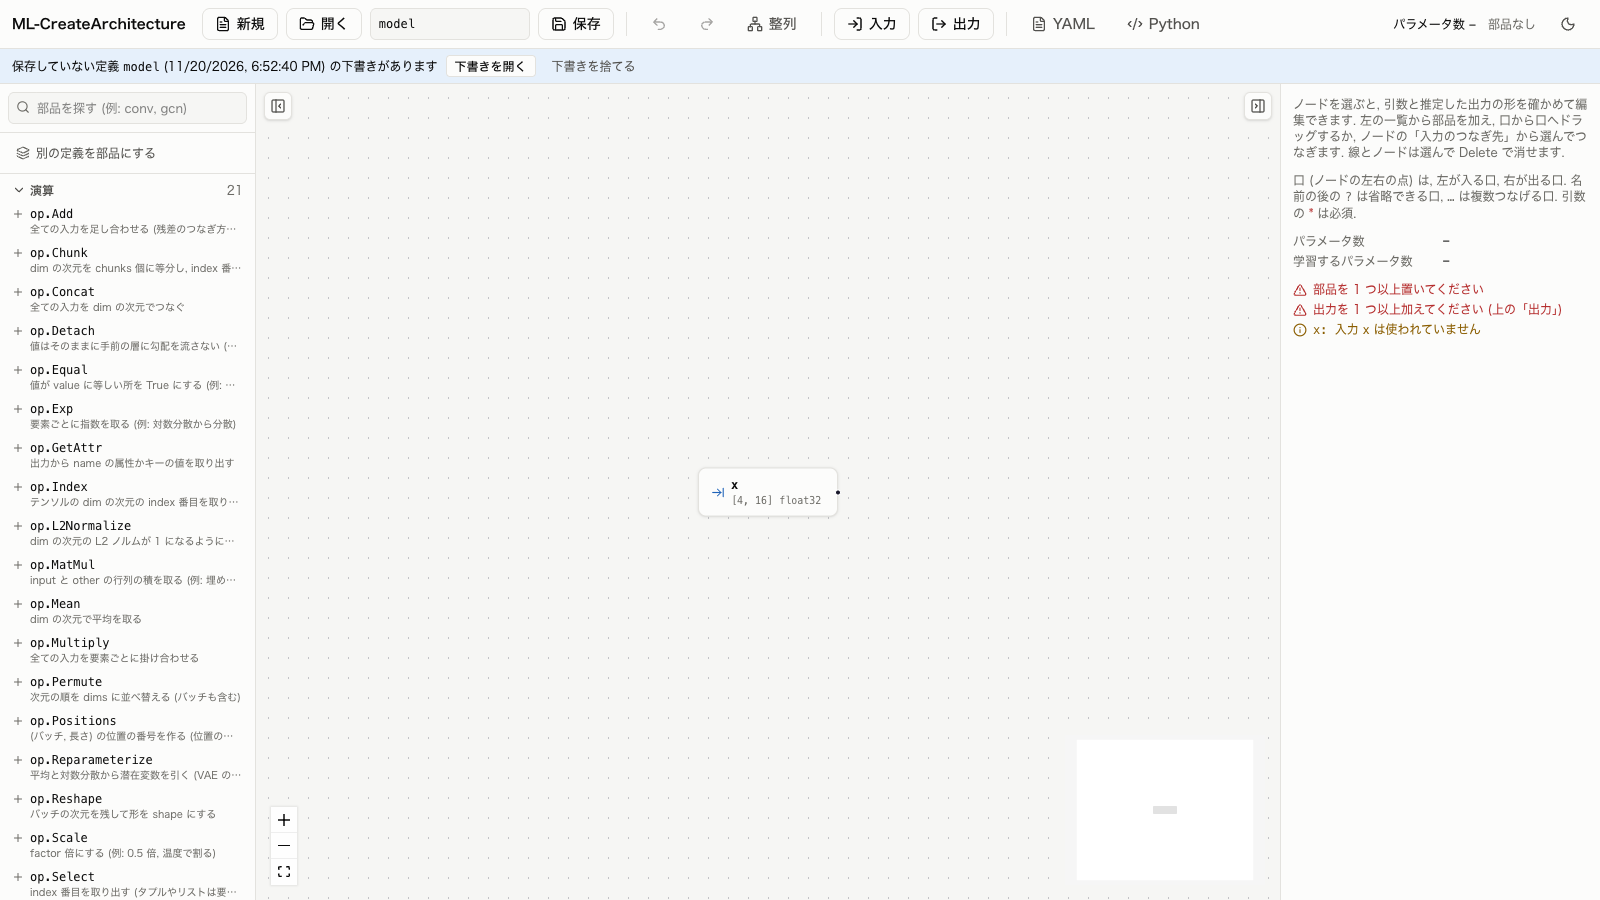 ML-CreateArchitecture 新規 開く model 保存 整列 入力 出力 YAML Python パラメータ数 – 部品なし
保存していない定義 model (11/20/2026, 6:52:40 PM) の下書きがあります 下書きを開く 下書きを捨てる
部品を探す (例: conv, gcn)
別の定義を部品にする
演算 21
op.Add
全ての入力を足し合わせる (残差のつなぎ方…
op.Chunk
dim の次元を chunks 個に等分し, index 番…
op.Concat
全ての入力を dim の次元でつなぐ
op.Detach
値はそのままに手前の層に勾配を流さない (…
op.Equal
値が value に等しい所を True にする (例: …
op.Exp
要素ごとに指数を取る (例: 対数分散から分散)
op.GetAttr
出力から name の属性かキーの値を取り出す
op.Index
テンソルの dim の次元の index 番目を取り…
op.L2Normalize
dim の次元の L2 ノルムが 1 になるように…
op.MatMul
input と other の行列の積を取る (例: 埋め…
op.Mean
dim の次元で平均を取る
op.Multiply
全ての入力を要素ごとに掛け合わせる
op.Permute
次元の順を dims に並べ替える (バッチも含む)
op.Positions
(バッチ, 長さ) の位置の番号を作る (位置の…
op.Reparameterize
平均と対数分散から潜在変数を引く (VAE の…
op.Reshape
バッチの次元を残して形を shape にする
op.Scale
factor 倍にする (例: 0.5 倍, 温度で割る)
op.Select
index 番目を取り出す (タプルやリストは要…
x
[4, 16] float32
ノードを選ぶと, 引数と推定した出力の形を確かめて編
集できます. 左の一覧から部品を加え, 口から口へドラ
ッグするか, ノードの「入力のつなぎ先」から選んでつ
なぎます. 線とノードは選んで Delete で消せます.
口 (ノードの左右の点) は, 左が入る口, 右が出る口. 名
前の後の ? は省略できる口, … は複数つなげる口. 引数
の * は必須.
パラメータ数 –
学習するパラメータ数 –
部品を 1 つ以上置いてください
出力を 1 つ以上加えてください (上の「出力」)
x: 入力 x は使われていません